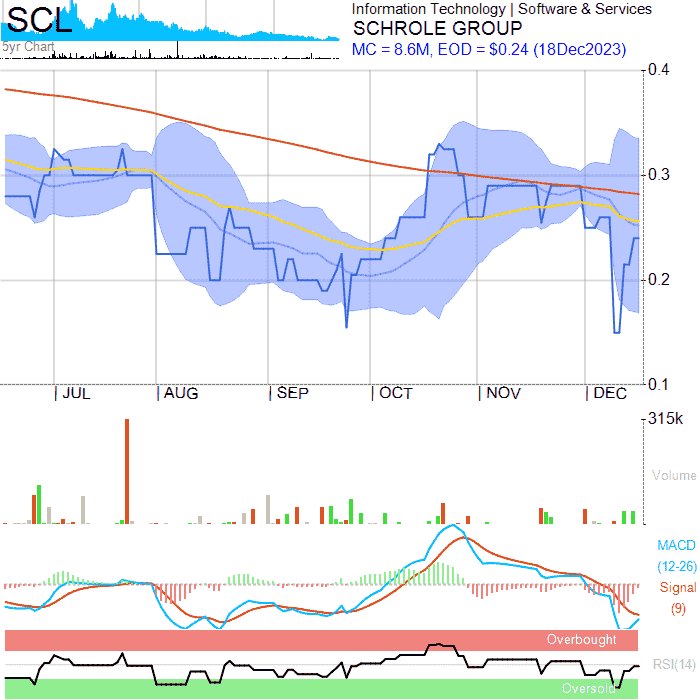 SCL
5yr Chart
Information Technology | Software & Services
SCHROLE GROUP
MC = 8.6M, EOD = $0.24 (18Dec2023)
0.4
0.3
0.2
0.1
JUL
AUG
SEP
OCT
NOV
DEC
315k
Volume
MACD
(12-26)
Signal
(9)
Overbought
RSI(14)
Oversold